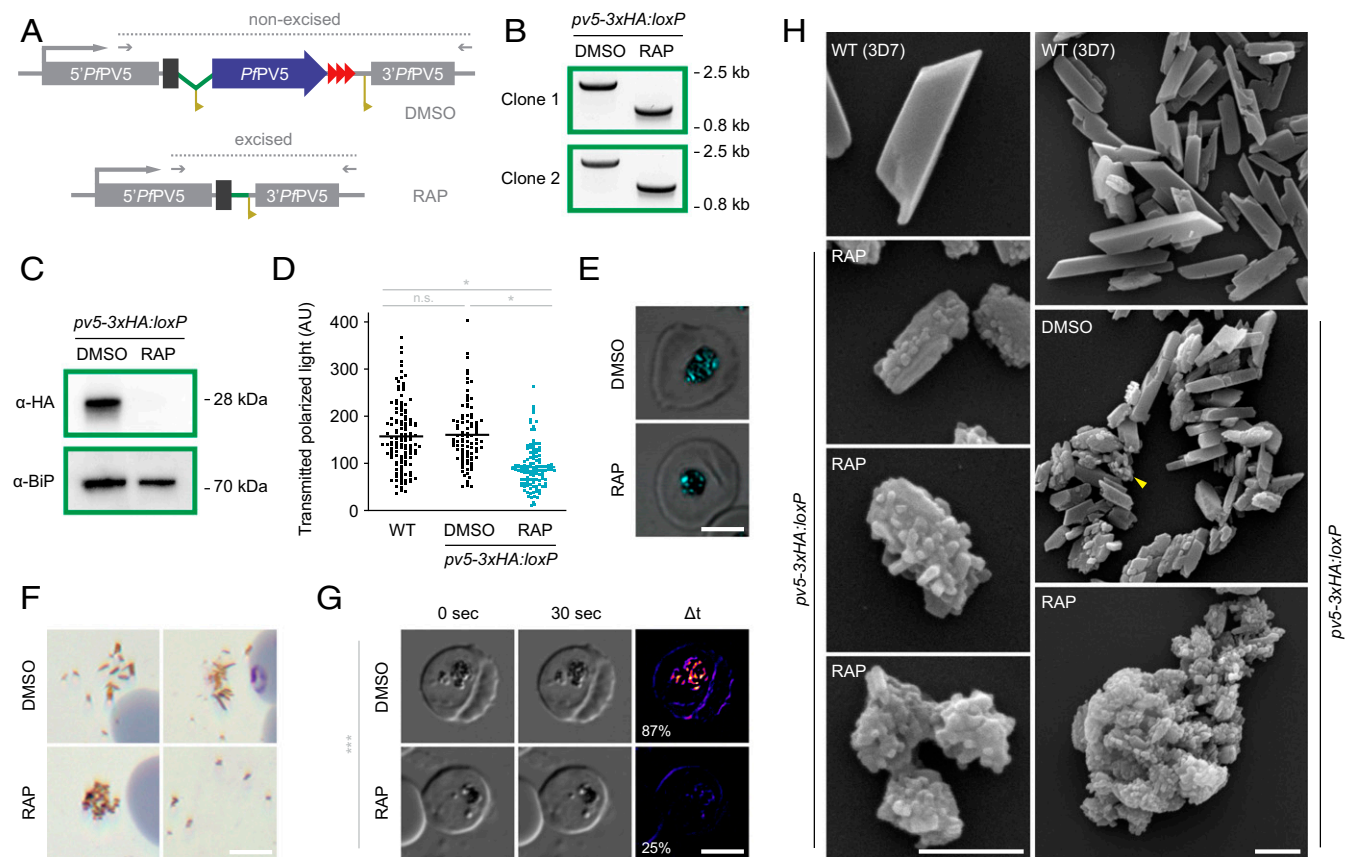 A
non-excised
5'PfPV5
PfPV5
3'PfPV5
DMSO
excised
5'PfPV5
3'PfPV5
RAP
B
pv5-3xHA:loxP
DMSO RAP
Clone 1
- 2.5 kb
- 0.8 kb
Clone 2
- 2.5 kb
- 0.8 kb
C
pv5-3xHA:loxP
DMSO RAP
α-HA
- 28 kDa
α-BiP
- 70 kDa
D
*
n.s. *
Transmitted polarized light (AU)
400
300
200
100
0
WT DMSO RAP
pv5-3xHA:loxP
E
DMSO
RAP
F
DMSO
RAP
G
0 sec 30 sec Δt
***
DMSO
87%
RAP
25%
H
WT (3D7)
WT (3D7)
RAP
DMSO
RAP
RAP
RAP
pv5-3xHA:loxP
pv5-3xHA:loxP